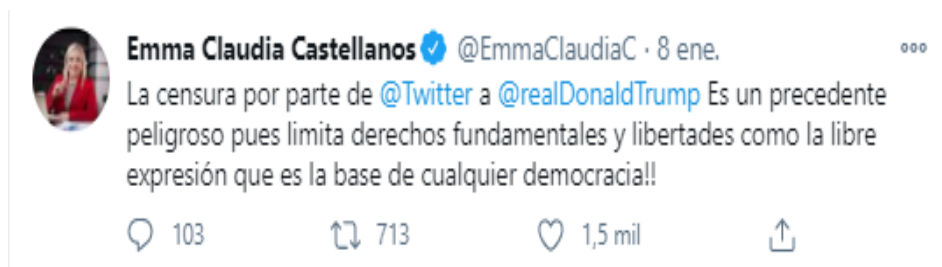 Emma Claudia Castellanos @EmmaClaudiaC · 8 ene.
La censura por parte de @Twitter a @realDonaldTrump Es un precedente
peligroso pues limita derechos fundamentales y libertades como la libre
expresión que es la base de cualquier democracia!!
103 713 1,5 mil